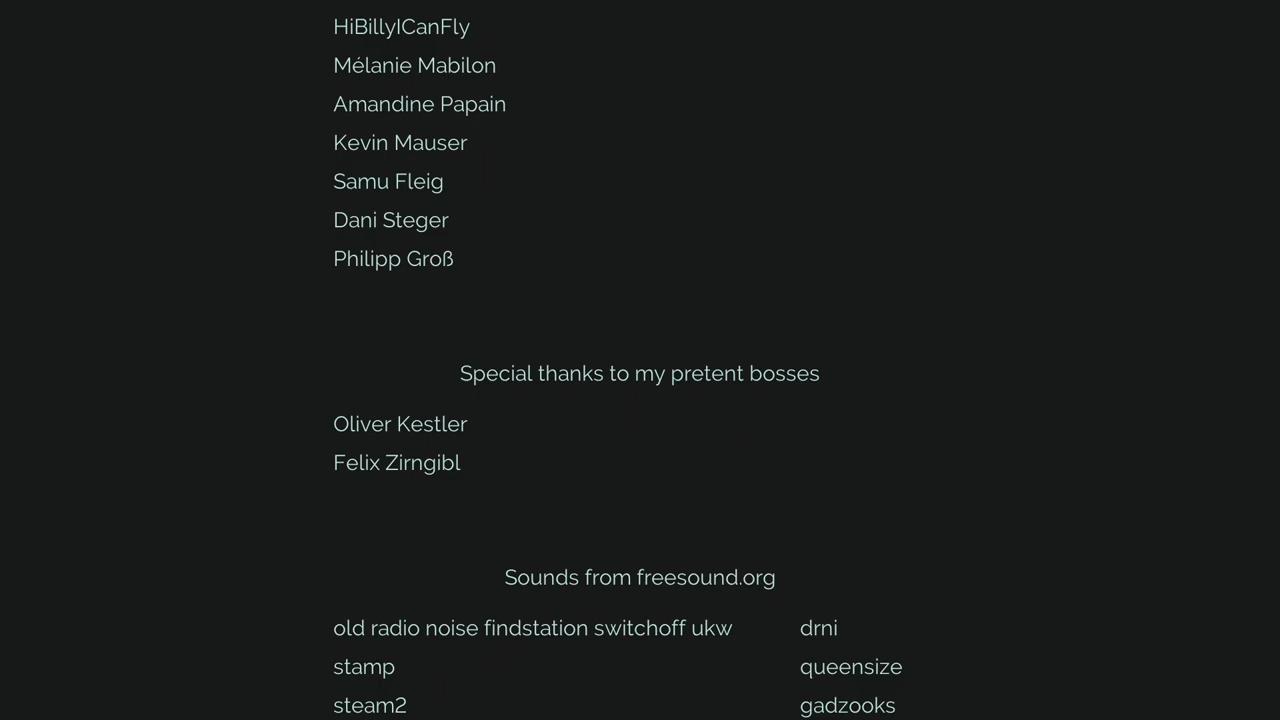 HiBillyICanFly
Mélanie Mabilon
Amandine Papain
Kevin Mauser
Samu Fleig
Dani Steger
Philipp Groß
Special thanks to my pretent bosses
Oliver Kestler
Felix Zirngibl
Sounds from freesound.org
old radio noise findstation switchoff ukw drni
stamp queensize
steam2 gadzooks